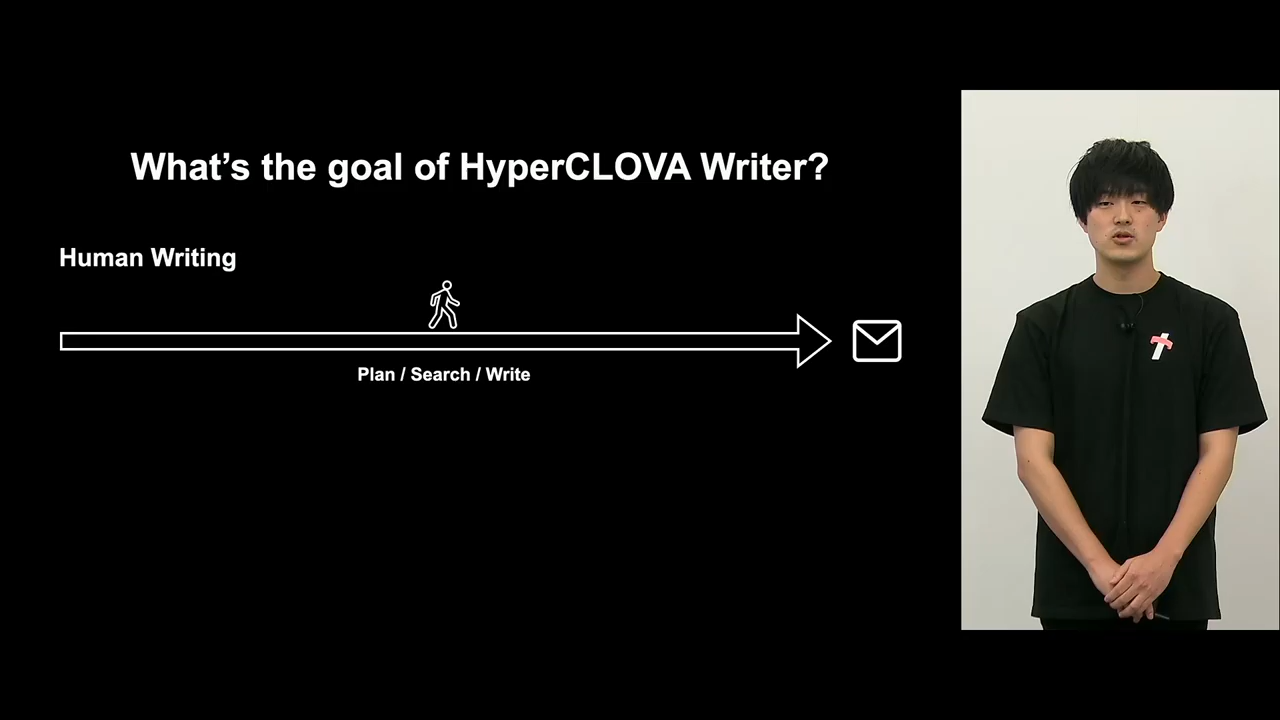 What’s the goal of HyperCLOVA Writer?
Human Writing
Plan / Search / Write